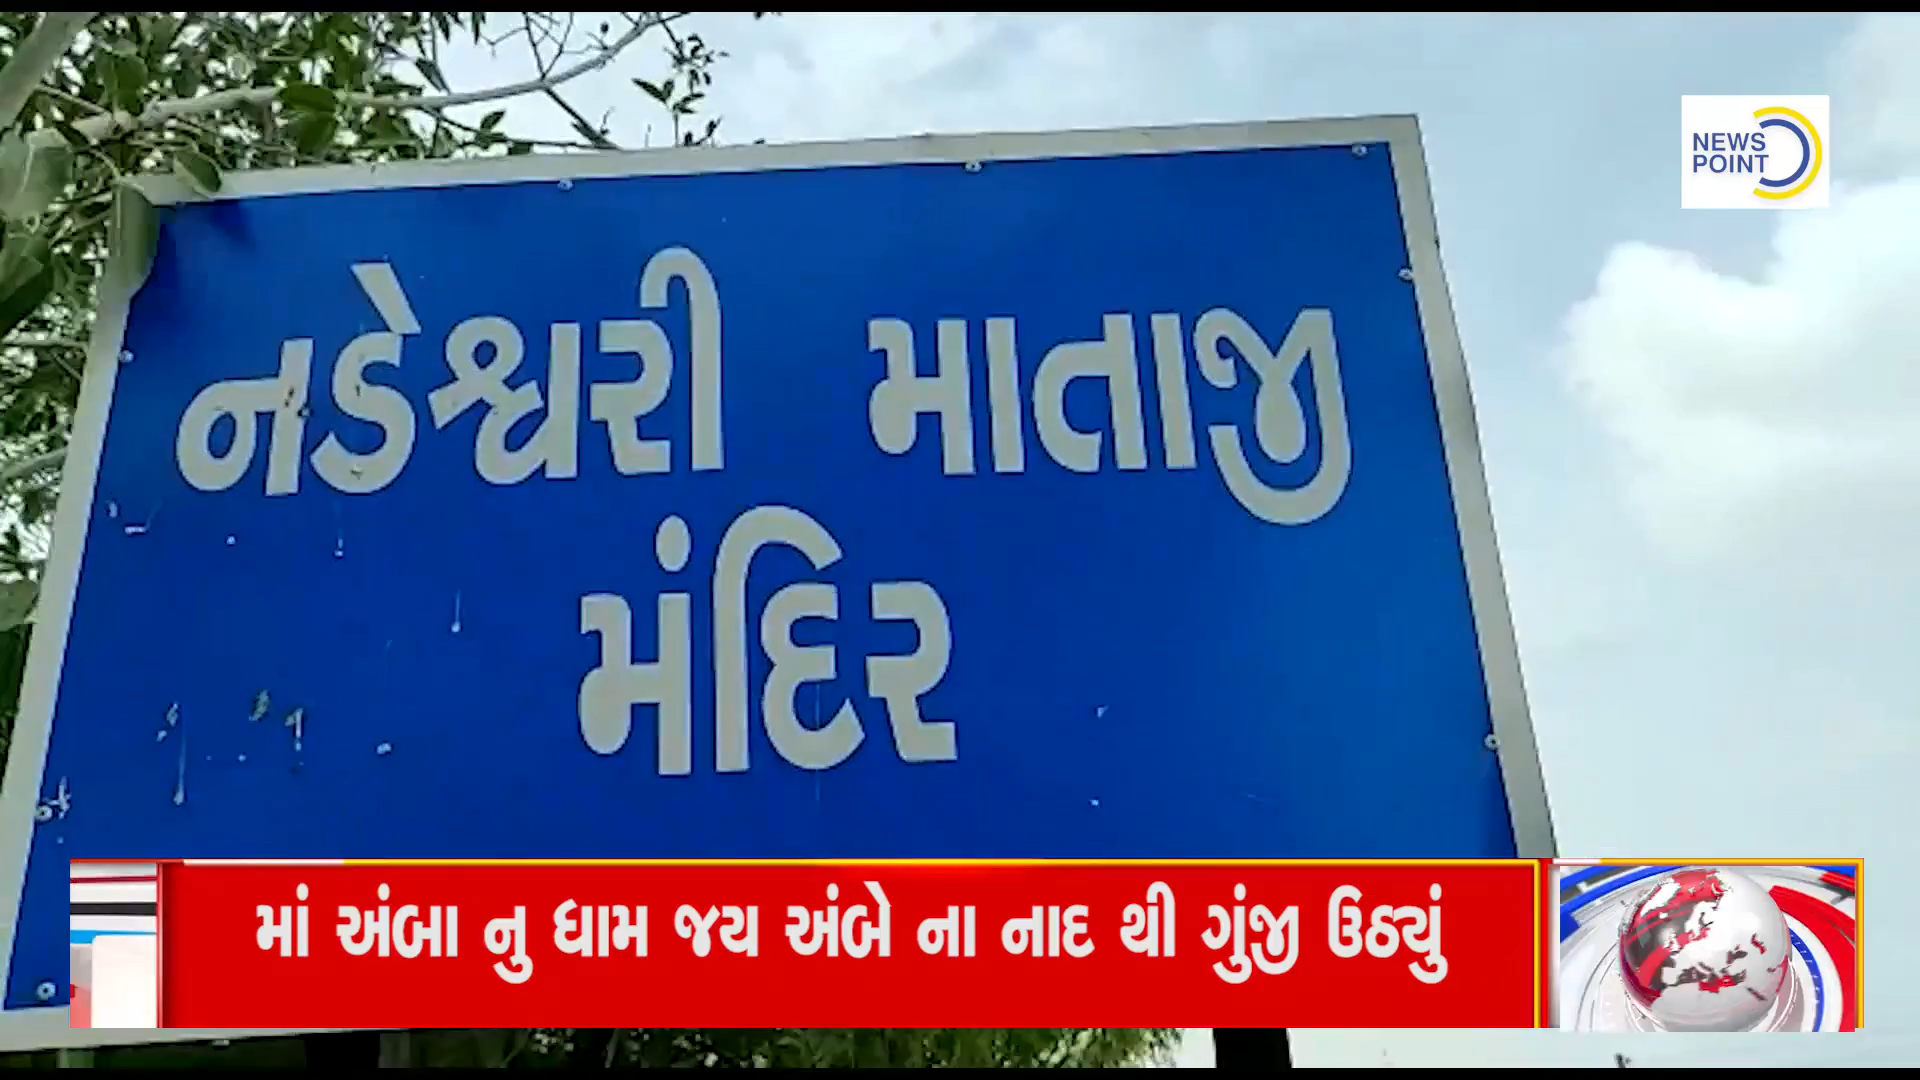 NEWS
POINT
નડેશ્વરી માતાજી
મંદિર
માં અંબા નુ ધામ જય અંબે ના નાદ થી ગુંજી ઉઠ્યું